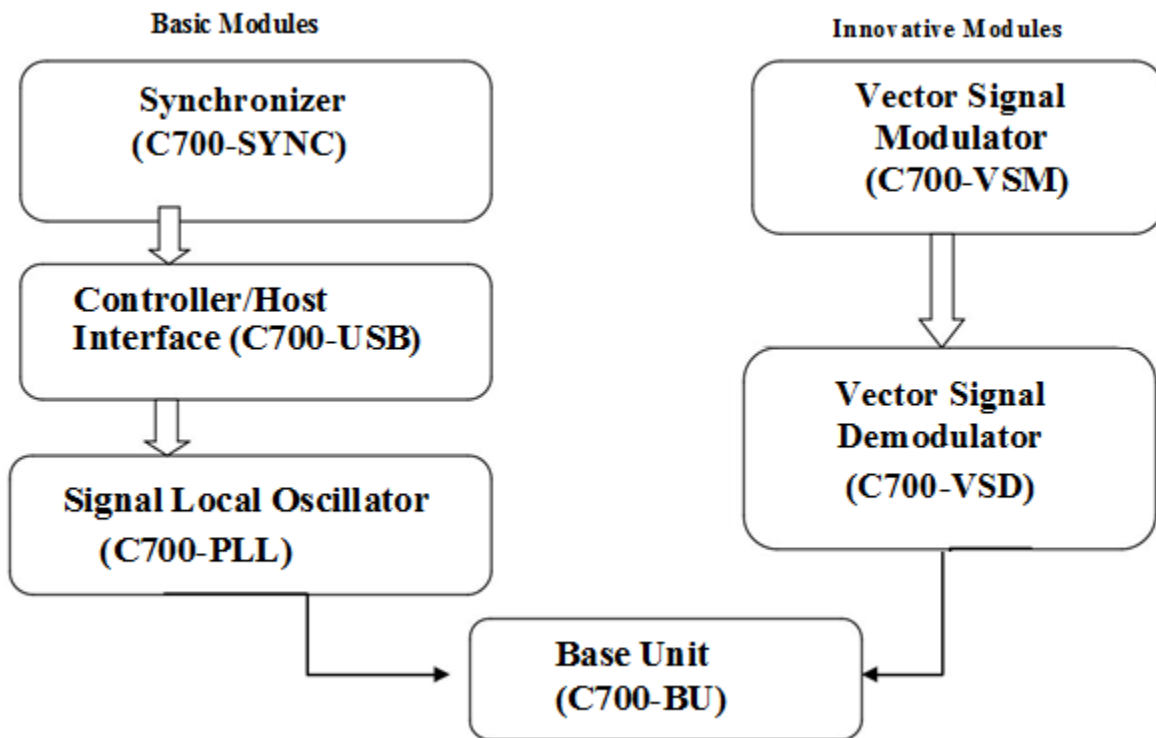 Basic Modules
Synchronizer
(C700-SYNC)
Controller/Host
Interface (C700-USB)
Signal Local Oscillator
(C700-PLL)
Innovative Modules
Vector Signal
Modulator
(C700-VSM)
Vector Signal
Demodulator
(C700-VSD)
Base Unit
(C700-BU)